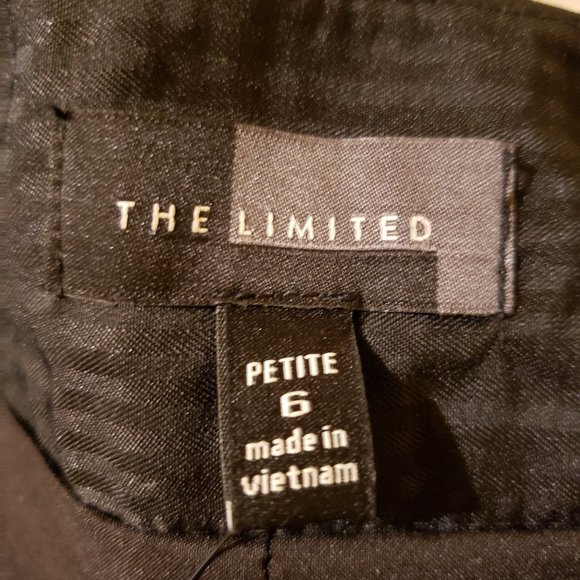 THE LIMITED
PETITE
6
made in
vietnam